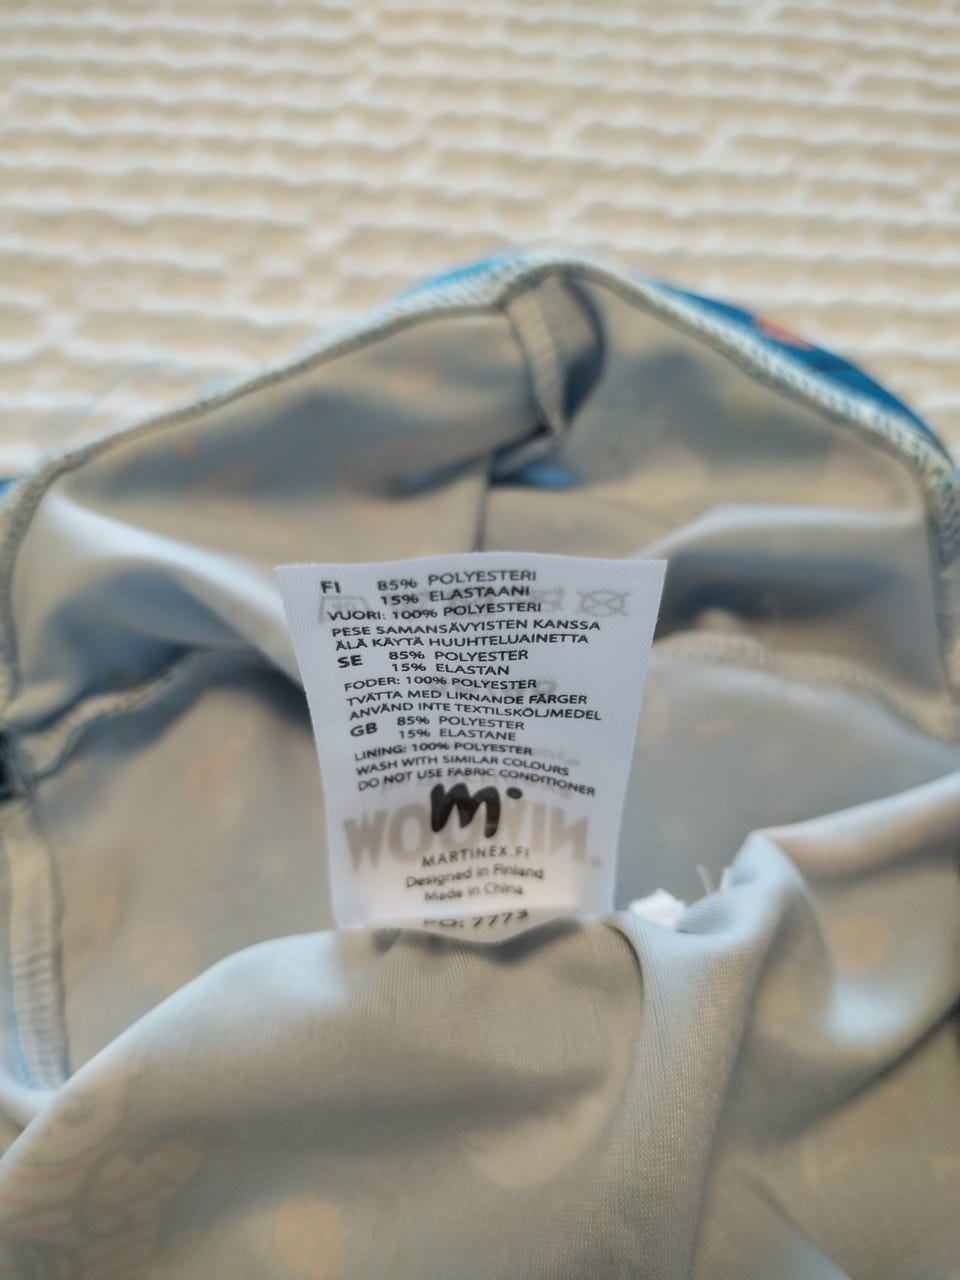 FI 85% POLYESTERI
15% ELASTAANI
VUORI: 100% POLYESTERI
PESE SAMANSÄVYISTEN KANSSA
ÄLÄ KÄYTÄ HUUHTELUAINETTA
SE 85% POLYESTER
15% ELASTAN
FODER: 100% POLYESTER
TVÄTTA MED LIKNANDE FÄRGER
ANVÄND INTE TEXTILSKÖLJMEDEL
GB 85% POLYESTER
15% ELASTANE
LINING: 100% POLYESTER
WASH WITH SIMILAR COLOURS
DO NOT USE FABRIC CONDITIONER
m
MARTINEX.FI
Designed in Finland
Made in China
PO: 7773